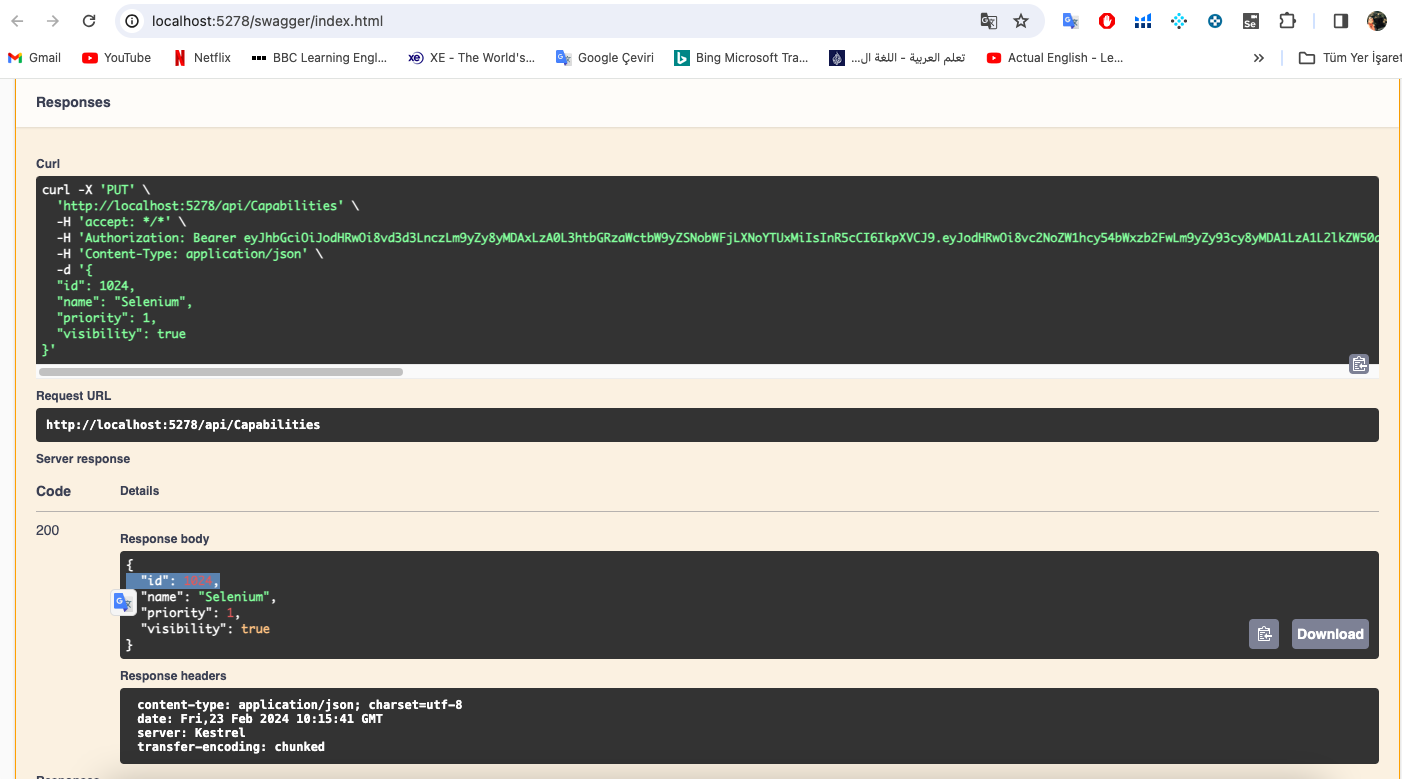 localhost:5278/swagger/index.html
Gmail YouTube Netflix BBC Learning Engl... XE - The World's... Google Çeviri Bing Microsoft Tra... تعلم العربية - اللغة ال... Actual English - Le... » Tüm Yer İşaret
Responses
Curl
curl -X 'PUT' \
'http://localhost:5278/api/Capabilities' \
-H 'accept: */*' \
-H 'Authorization: Bearer eyJhbGciOiJodHRwOi8vd3d3LnczLm9yZy8yMDAxLzA0L3htbGRzaWctbW9yZSNobWFjLXNoYTUxMiIsInR5cCI6IkpXVCJ9.eyJodHRwOi8vc2NoZW1hcy54bWxzb2FwLm9yZy93cy8yMDA1LzA1L2lkZW50a
-H 'Content-Type: application/json' \
-d '{
"id": 1024,
"name": "Selenium",
"priority": 1,
"visibility": true
}'
Request URL
http://localhost:5278/api/Capabilities
Server response
Code Details
200
Response body
{
"id": 1024,
"name": "Selenium",
"priority": 1,
"visibility": true
}
Download
Response headers
content-type: application/json; charset=utf-8
date: Fri,23 Feb 2024 10:15:41 GMT
server: Kestrel
transfer-encoding: chunked
Responses